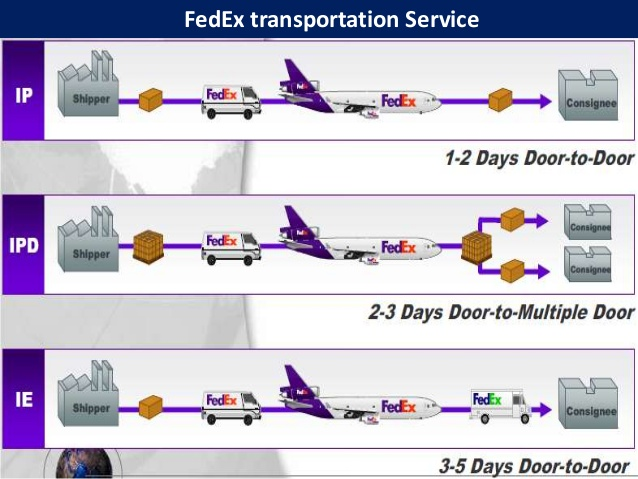 FedEx transportation Service
IP
Shipper
FedEx
FedEx
Consignee
1-2 Days Door-to-Door
IPD
Shipper
FedEx
FedEx
Consignee
Consignee
2-3 Days Door-to-Multiple Door
IE
Shipper
FedEx
FedEx
FedEx
Consignee
3-5 Days Door-to-Door